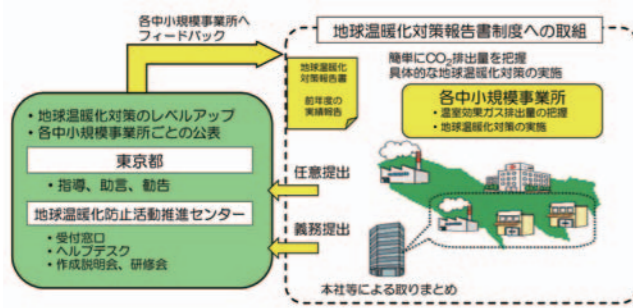 各中小規模事業所へ
フィードバック
地球温暖化対策報告書制度への取組
簡単にCO2排出量を把握
具体的な地球温暖化対策の実施
地球温暖化
対策報告書
前年度の
実績報告
各中小規模事業所
・温室効果ガス排出量の把握
・地球温暖化対策の実施
・地球温暖化対策のレベルアップ
・各中小規模事業所ごとの公表
東京都
・指導、助言、勧告
地球温暖化防止活動推進センター
・受付窓口
・ヘルプデスク
・作成説明会、研修会
任意提出
義務提出
本社等による取りまとめ